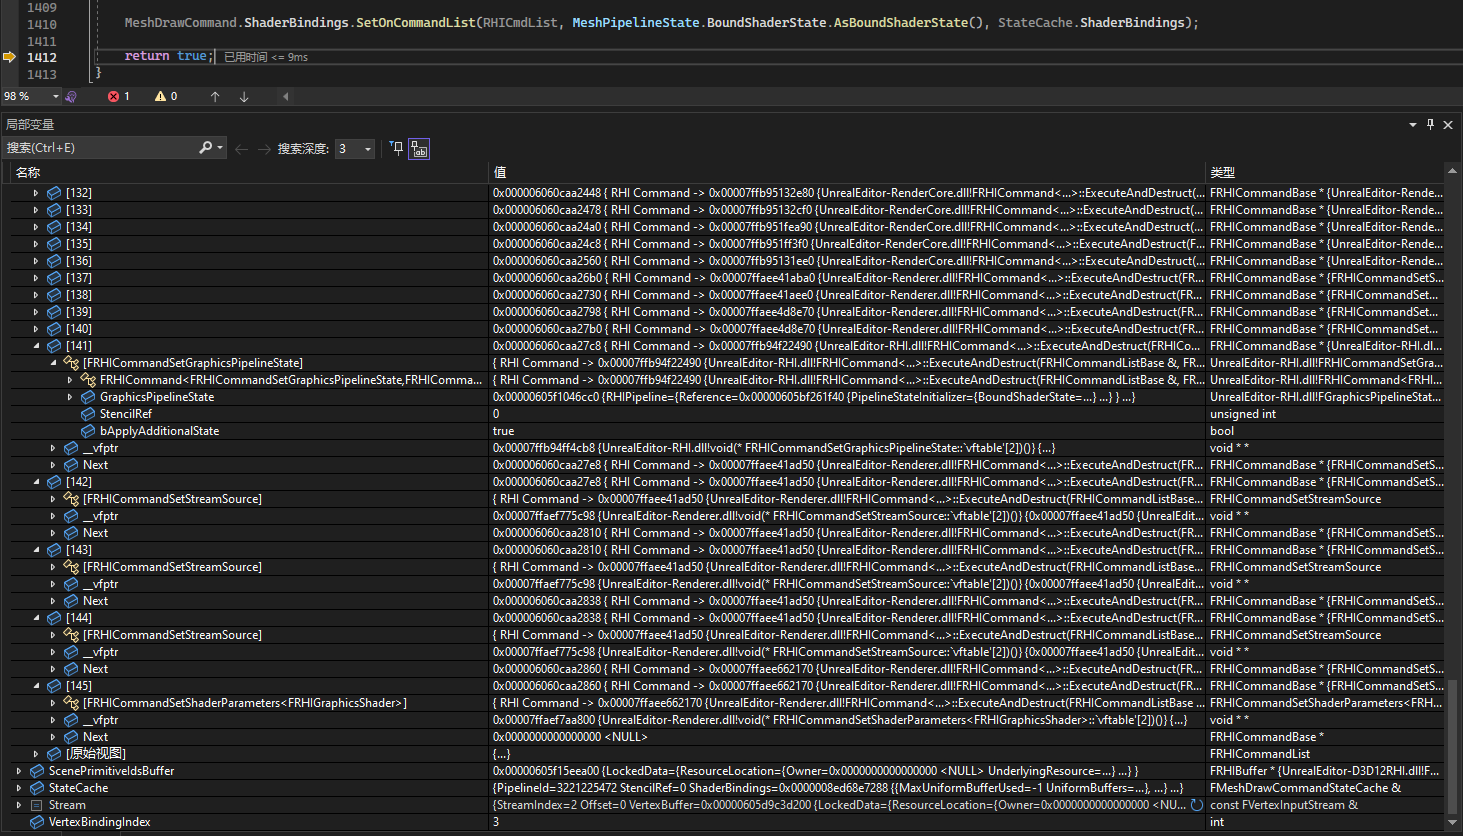 1409
1410 MeshDrawCommand.ShaderBindings.SetOnCommandList(RHICmdList, MeshPipelineState.BoundShaderState.AsBoundShaderState(), StateCache.ShaderBindings);
1411
1412 return true; 已用时间 <= 9ms
1413 }
98 % 1 0
局部变量
搜索(Ctrl+E) 搜索深度: 3
名称 值 类型
[132] 0x000006060caa2448 { RHI Command -> 0x00007ffb95132e80 {UnrealEditor-RenderCore.dll!FRHICommand<...>::ExecuteAndDestruct(... FRHICommandBase * {UnrealEditor-Rende...
[133] 0x000006060caa2478 { RHI Command -> 0x00007ffb95132cf0 {UnrealEditor-RenderCore.dll!FRHICommand<...>::ExecuteAndDestruct(... FRHICommandBase * {UnrealEditor-Rende...
[134] 0x000006060caa24a0 { RHI Command -> 0x00007ffb951fea90 {UnrealEditor-RenderCore.dll!FRHICommand<...>::ExecuteAndDestruct(... FRHICommandBase * {UnrealEditor-Rende...
[135] 0x000006060caa24c8 { RHI Command -> 0x00007ffb951ff3f0 {UnrealEditor-RenderCore.dll!FRHICommand<...>::ExecuteAndDestruct(F... FRHICommandBase * {UnrealEditor-Rende...
[136] 0x000006060caa2560 { RHI Command -> 0x00007ffb95131ee0 {UnrealEditor-RenderCore.dll!FRHICommand<...>::ExecuteAndDestruct(... FRHICommandBase * {UnrealEditor-Rende...
[137] 0x000006060caa26b0 { RHI Command -> 0x00007ffaee41aba0 {UnrealEditor-Renderer.dll!FRHICommand<...>::ExecuteAndDestruct(FR... FRHICommandBase * {FRHICommandSetS...
[138] 0x000006060caa2730 { RHI Command -> 0x00007ffaee41aee0 {UnrealEditor-Renderer.dll!FRHICommand<...>::ExecuteAndDestruct(FR... FRHICommandBase * {FRHICommandSet...
[139] 0x000006060caa2798 { RHI Command -> 0x00007ffaee4d8e70 {UnrealEditor-Renderer.dll!FRHICommand<...>::ExecuteAndDestruct(FR... FRHICommandBase * {FRHICommandSet...
[140] 0x000006060caa27b0 { RHI Command -> 0x00007ffaee4d8e70 {UnrealEditor-Renderer.dll!FRHICommand<...>::ExecuteAndDestruct(FR... FRHICommandBase * {FRHICommandSet...
[141] 0x000006060caa27c8 { RHI Command -> 0x00007ffb94f22490 {UnrealEditor-RHI.dll!FRHICommand<...>::ExecuteAndDestruct(FRHICo... FRHICommandBase * {UnrealEditor-RHI.dl...
[FRHICommandSetGraphicsPipelineState] { RHI Command -> 0x00007ffb94f22490 {UnrealEditor-RHI.dll!FRHICommand<...>::ExecuteAndDestruct(FRHICommandListBase &, FR... UnrealEditor-RHI.dll!FRHICommandSetGra...
FRHICommand<FRHICommandSetGraphicsPipelineState,FRHIComma... { RHI Command -> 0x00007ffb94f22490 {UnrealEditor-RHI.dll!FRHICommand<...>::ExecuteAndDestruct(FRHICommandListBase &, FR... UnrealEditor-RHI.dll!FRHICommand<FRHI...
GraphicsPipelineState 0x00000605f1046cc0 {RHIPipeline={Reference=0x00000605bf261f40 {PipelineStateInitializer={BoundShaderState=...} ...} } ...} UnrealEditor-RHI.dll!FGraphicsPipelineStat...
StencilRef 0 unsigned int
bApplyAdditionalState true bool
__vfptr 0x00007ffb94ff4cb8 {UnrealEditor-RHI.dll!void(* FRHICommandSetGraphicsPipelineState::`vftable'[2])()} {...} void * *
Next 0x000006060caa27e8 { RHI Command -> 0x00007ffaee41ad50 {UnrealEditor-Renderer.dll!FRHICommand<...>::ExecuteAndDestruct(FR... FRHICommandBase * {FRHICommandSetS...
[142] 0x000006060caa27e8 { RHI Command -> 0x00007ffaee41ad50 {UnrealEditor-Renderer.dll!FRHICommand<...>::ExecuteAndDestruct(FR... FRHICommandBase * {FRHICommandSetS...
[FRHICommandSetStreamSource] { RHI Command -> 0x00007ffaee41ad50 {UnrealEditor-Renderer.dll!FRHICommand<...>::ExecuteAndDestruct(FRHICommandListBase... FRHICommandSetStreamSource
__vfptr 0x00007ffaef775c98 {UnrealEditor-Renderer.dll!void(* FRHICommandSetStreamSource::`vftable'[2])()} {0x00007ffaee41ad50 {UnrealEdit... void * *
Next 0x000006060caa2810 { RHI Command -> 0x00007ffaee41ad50 {UnrealEditor-Renderer.dll!FRHICommand<...>::ExecuteAndDestruct(FR... FRHICommandBase * {FRHICommandSetS...
[143] 0x000006060caa2810 { RHI Command -> 0x00007ffaee41ad50 {UnrealEditor-Renderer.dll!FRHICommand<...>::ExecuteAndDestruct(FR... FRHICommandBase * {FRHICommandSetS...
[FRHICommandSetStreamSource] { RHI Command -> 0x00007ffaee41ad50 {UnrealEditor-Renderer.dll!FRHICommand<...>::ExecuteAndDestruct(FRHICommandListBase... FRHICommandSetStreamSource
__vfptr 0x00007ffaef775c98 {UnrealEditor-Renderer.dll!void(* FRHICommandSetStreamSource::`vftable'[2])()} {0x00007ffaee41ad50 {UnrealEdit... void * *
Next 0x000006060caa2838 { RHI Command -> 0x00007ffaee41ad50 {UnrealEditor-Renderer.dll!FRHICommand<...>::ExecuteAndDestruct(FR... FRHICommandBase * {FRHICommandSetS...
[144] 0x000006060caa2838 { RHI Command -> 0x00007ffaee41ad50 {UnrealEditor-Renderer.dll!FRHICommand<...>::ExecuteAndDestruct(FR... FRHICommandBase * {FRHICommandSetS...
[FRHICommandSetStreamSource] { RHI Command -> 0x00007ffaee41ad50 {UnrealEditor-Renderer.dll!FRHICommand<...>::ExecuteAndDestruct(FRHICommandListBase... FRHICommandSetStreamSource
__vfptr 0x00007ffaef775c98 {UnrealEditor-Renderer.dll!void(* FRHICommandSetStreamSource::`vftable'[2])()} {0x00007ffaee41ad50 {UnrealEdit... void * *
Next 0x000006060caa2860 { RHI Command -> 0x00007ffaee662170 {UnrealEditor-Renderer.dll!FRHICommand<...>::ExecuteAndDestruct(FR... FRHICommandBase * {FRHICommandSetS...
[145] 0x000006060caa2860 { RHI Command -> 0x00007ffaee662170 {UnrealEditor-Renderer.dll!FRHICommand<...>::ExecuteAndDestruct(FR... FRHICommandBase * {FRHICommandSetS...
[FRHICommandSetShaderParameters<FRHIGraphicsShader>] { RHI Command -> 0x00007ffaee662170 {UnrealEditor-Renderer.dll!FRHICommand<...>::ExecuteAndDestruct(FRHICommandListBase ... FRHICommandSetShaderParameters<FRH...
__vfptr 0x00007ffaef7aa800 {UnrealEditor-Renderer.dll!void(* FRHICommandSetShaderParameters<FRHIGraphicsShader>::`vftable'[2])()} {...} void * *
Next 0x0000000000000000 <NULL> FRHICommandBase *
[原始视图] {...} FRHICommandList
ScenePrimitiveIdsBuffer 0x00000605f15eea00 {LockedData={ResourceLocation={Owner=0x0000000000000000 <NULL> UnderlyingResource=...} ...} } FRHIBuffer * {UnrealEditor-D3D12RHI.dll!F...
StateCache {PipelineId=3221225472 StencilRef=0 ShaderBindings=0x0000008ed68e7288 {{MaxUniformBufferUsed=-1 UniformBuffers=...}, ...} ...} FMeshDrawCommandStateCache &
Stream {StreamIndex=2 Offset=0 VertexBuffer=0x00000605d9c3d200 {LockedData={ResourceLocation={Owner=0x0000000000000000 <NU... const FVertexInputStream &
VertexBindingIndex 3 int